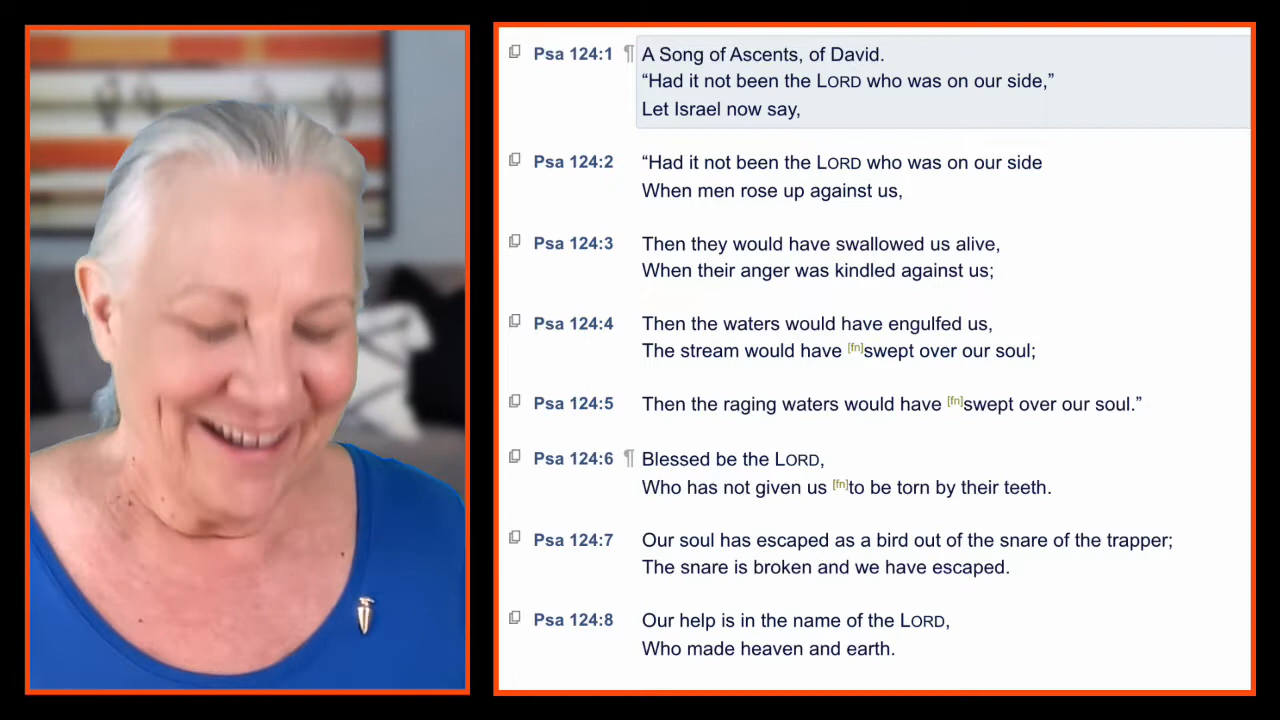 Psa 124:1 ¶ A Song of Ascents, of David.
“Had it not been the LORD who was on our side,”
Let Israel now say,
Psa 124:2 “Had it not been the LORD who was on our side
When men rose up against us,
Psa 124:3 Then they would have swallowed us alive,
When their anger was kindled against us;
Psa 124:4 Then the waters would have engulfed us,
The stream would have [fn]swept over our soul;
Psa 124:5 Then the raging waters would have [fn]swept over our soul.”
Psa 124:6 ¶ Blessed be the LORD,
Who has not given us [fn]to be torn by their teeth.
Psa 124:7 Our soul has escaped as a bird out of the snare of the trapper;
The snare is broken and we have escaped.
Psa 124:8 Our help is in the name of the LORD,
Who made heaven and earth.